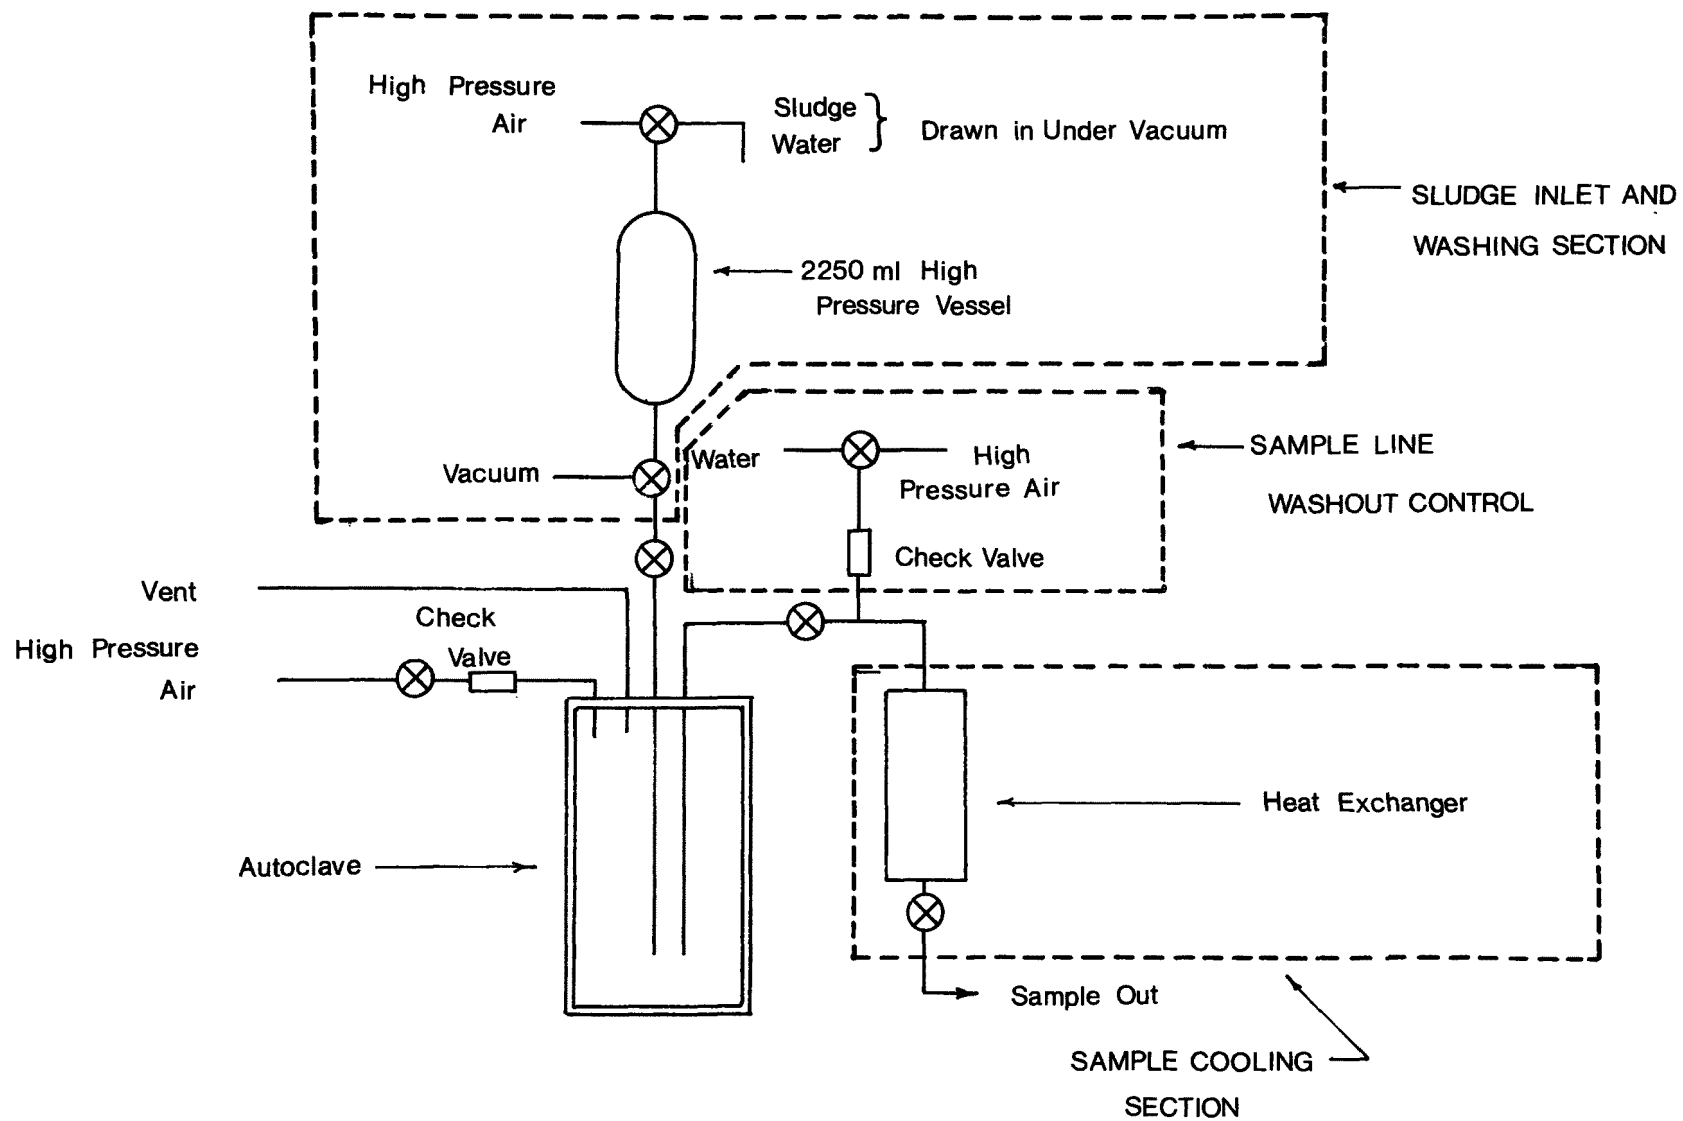 High Pressure
Air
Sludge
Water
Drawn in Under Vacuum
SLUDGE INLET AND
WASHING SECTION
2250 ml High
Pressure Vessel
Vacuum
Water
High
Pressure Air
SAMPLE LINE
WASHOUT CONTROL
Check Valve
Vent
Check
Valve
High Pressure
Air
Heat Exchanger
Autoclave
Sample Out
SAMPLE COOLING
SECTION